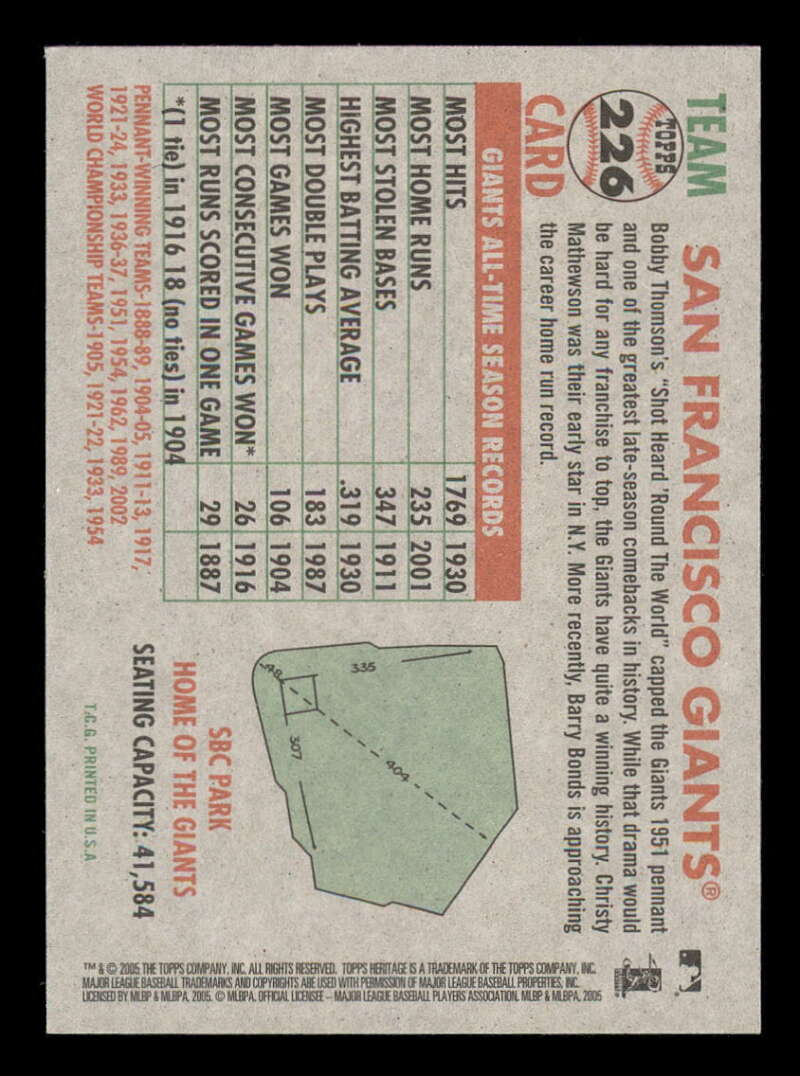 TEAM
TOPPS
226
CARD
SAN FRANCISCO GIANTS®
Bobby Thomson's "Shot Heard 'Round The World" capped the Giants 1951 pennant
and one of the greatest late-season comebacks in history. While that drama would
be hard for any franchise to top, the Giants have quite a winning history. Christy
Mathewson was their early star in N.Y. More recently, Barry Bonds is approaching
the career home run record.
GIANTS ALL-TIME SEASON RECORDS
MOST HITS 1769 1930
MOST HOME RUNS 235 2001
MOST STOLEN BASES 347 1911
HIGHEST BATTING AVERAGE .319 1930
MOST DOUBLE PLAYS 183 1987
MOST GAMES WON 106 1904
MOST CONSECUTIVE GAMES WON* 26 1916
MOST RUNS SCORED IN ONE GAME 29 1887
*(1 tie) in 1916 18 (no ties) in 1904
PENNANT-WINNING TEAMS-1888-89, 1904-05, 1911-13, 1917,
1921-24, 1933, 1936-37, 1951, 1954, 1962, 1989, 2002
WORLD CHAMPIONSHIP TEAMS-1905, 1921-22, 1933, 1954
335
48
404
307
SBC PARK
HOME OF THE GIANTS
SEATING CAPACITY: 41,584
T.C.G. PRINTED IN U.S.A
™ & © 2005 THE TOPPS COMPANY, INC. ALL RIGHTS RESERVED. TOPPS HERITAGE IS A TRADEMARK OF THE TOPPS COMPANY, INC.
MAJOR LEAGUE BASEBALL TRADEMARKS AND COPYRIGHTS ARE USED WITH PERMISSION OF MAJOR LEAGUE BASEBALL PROPERTIES, INC.
LICENSED BY MLBP & MLBPA, 2005. © MLBPA. OFFICIAL LICENSEE – MAJOR LEAGUE BASEBALL PLAYERS ASSOCIATION. MLBP & MLBPA, 2005